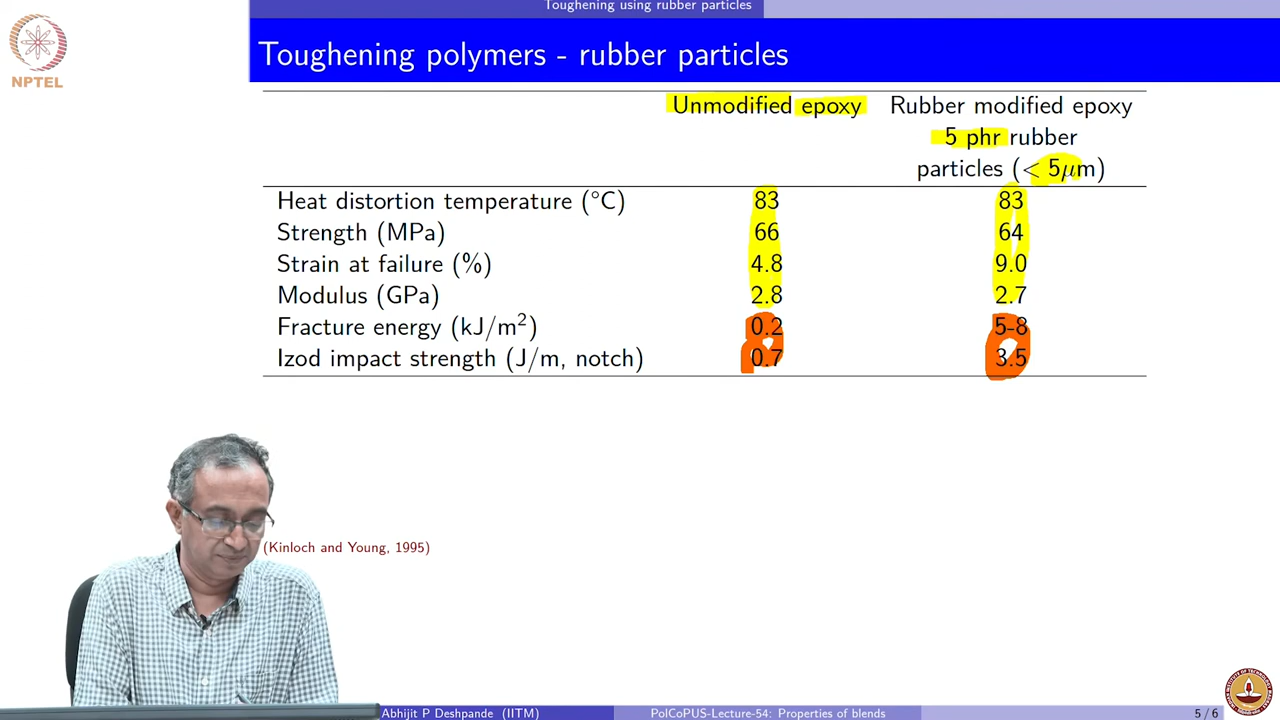 Toughening using rubber particles
NPTEL
Toughening polymers - rubber particles
Unmodified epoxy Rubber modified epoxy
5 phr rubber
particles (< 5μm)
Heat distortion temperature (°C) 83 83
Strength (MPa) 66 64
Strain at failure (%) 4.8 9.0
Modulus (GPa) 2.8 2.7
Fracture energy (kJ/m²) 0.2 5-8
Izod impact strength (J/m, notch) 0.7 3.5
(Kinloch and Young, 1995)
Abhijit P Deshpande (IITM) PolCoPUS-Lecture-54: Properties of blends 5 / 6